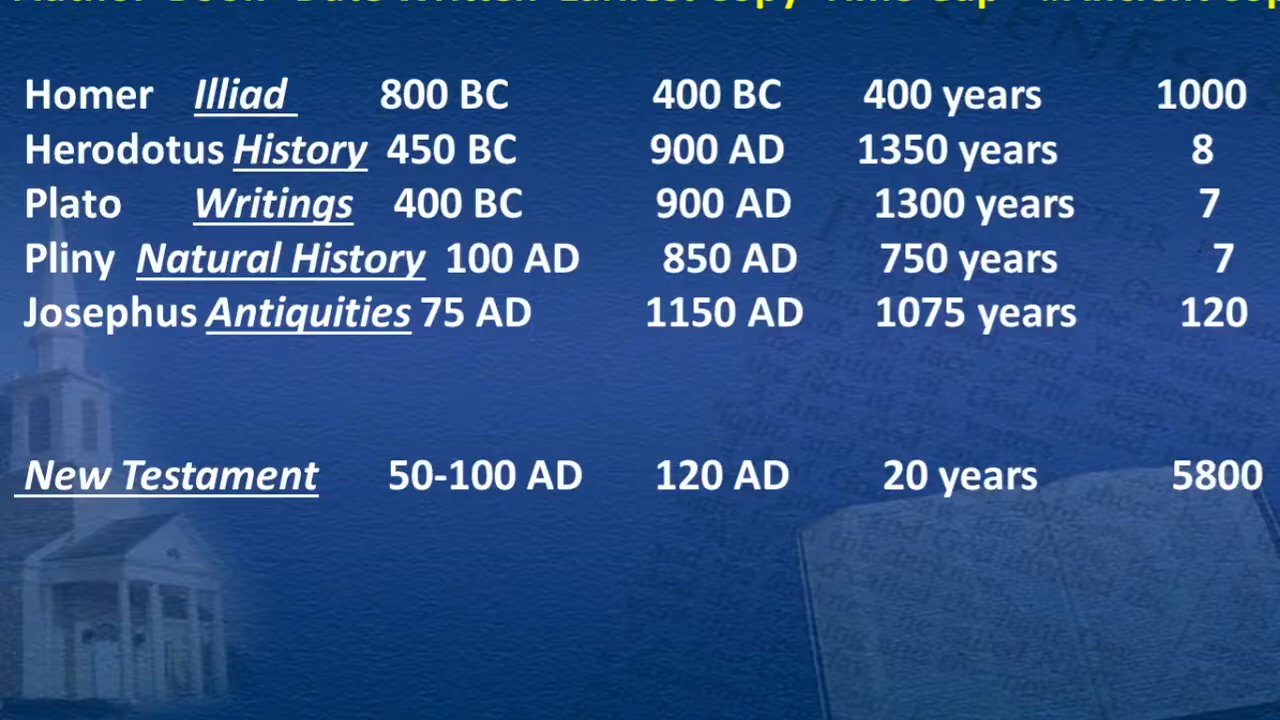 Homer Illiad 800 BC 400 BC 400 years 1000
Herodotus History 450 BC 900 AD 1350 years 8
Plato Writings 400 BC 900 AD 1300 years 7
Pliny Natural History 100 AD 850 AD 750 years 7
Josephus Antiquities 75 AD 1150 AD 1075 years 120
New Testament 50-100 AD 120 AD 20 years 5800